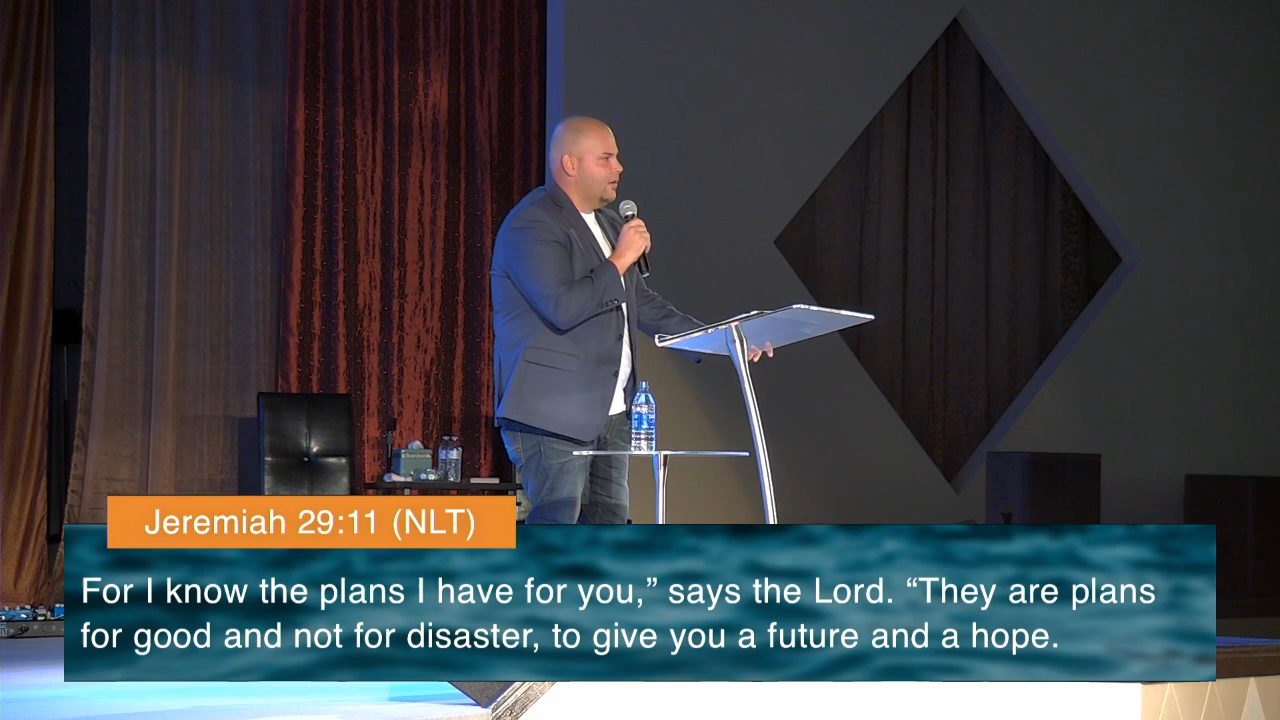 Jeremiah 29:11 (NLT)
For I know the plans I have for you,” says the Lord. “They are plans
for good and not for disaster, to give you a future and a hope.